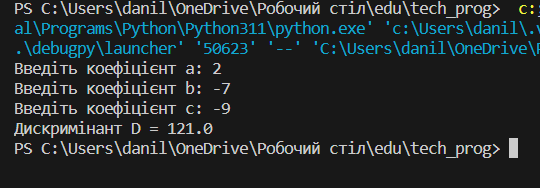 PS C:\Users\danil\OneDrive\Робочий стіл\edu\tech_prog>  c:;
al\Programs\Python\Python311\python.exe' 'c:\Users\danil\.v
.\debugpy\launcher' '50623' '--' 'C:\Users\danil\OneDrive\Р
Введіть коефіцієнт a: 2
Введіть коефіцієнт b: -7
Введіть коефіцієнт c: -9
Дискримінант D = 121.0
PS C:\Users\danil\OneDrive\Робочий стіл\edu\tech_prog>